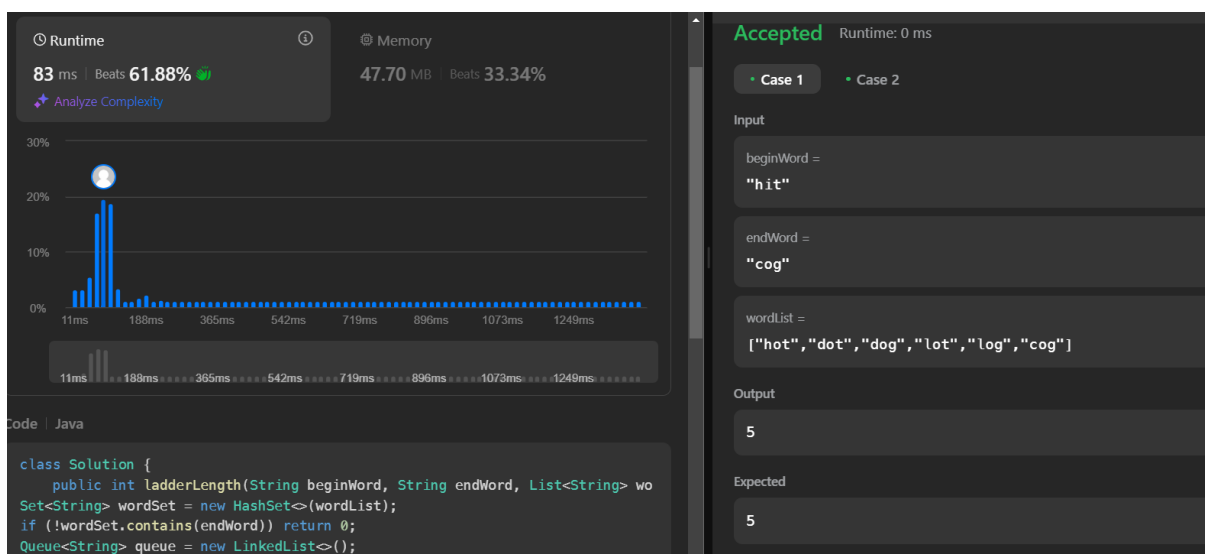 Runtime
83 ms | Beats 61.88%
Analyze Complexity
Memory
47.70 MB | Beats 33.34%
30%
20%
10%
0%
11ms 188ms 365ms 542ms 719ms 896ms 1073ms 1249ms
11ms 188ms 365ms 542ms 719ms 896ms 1073ms 1249ms
Code | Java
class Solution {
    public int ladderLength(String beginWord, String endWord, List<String> wo
Set<String> wordSet = new HashSet<>(wordList);
if (!wordSet.contains(endWord)) return 0;
Queue<String> queue = new LinkedList<>();
Accepted Runtime: 0 ms
• Case 1 • Case 2
Input
beginWord =
"hit"
endWord =
"cog"
wordList =
["hot","dot","dog","lot","log","cog"]
Output
5
Expected
5